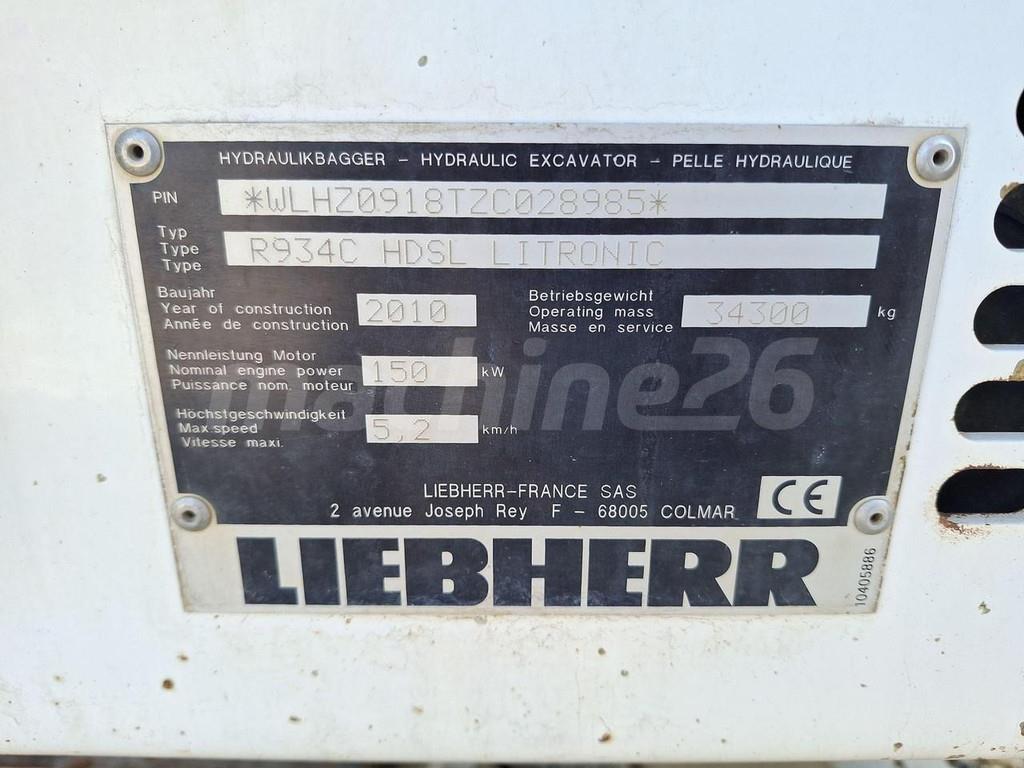 HYDRAULIKBAGGER - HYDRAULIC EXCAVATOR - PELLE HYDRAULIQUE
PIN *WLHZ0918TZC028985*
Typ
Type R934C HDSL LITRONIC
Type
Baujahr
Year of construction 2010
Année de construction
Betriebsgewicht
Operating mass 34300 kg
Masse en service
Nennleistung Motor
Nominal engine power 150 kW
Puissance nom. moteur
Höchstgeschwindigkeit
Max.speed 5,2 km/h
Vitesse maxi.
machine26
LIEBHERR-FRANCE SAS
2 avenue Joseph Rey F - 68005 COLMAR
CE
LIEBHERR
10405886